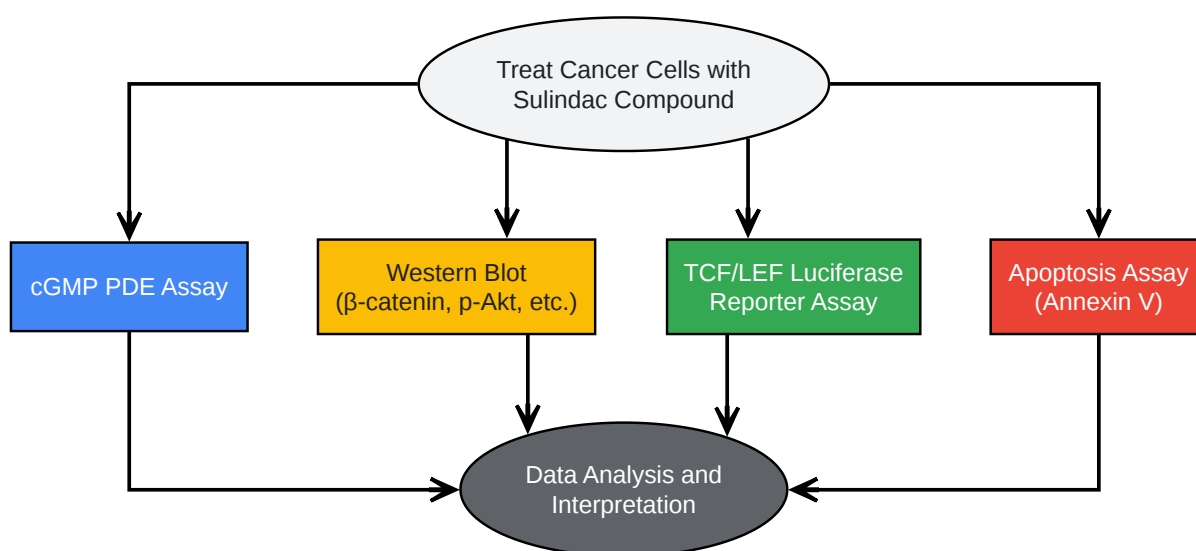 Treat Cancer Cells with
Sulindac Compound
cGMP PDE Assay
Western Blot
(β-catenin, p-Akt, etc.)
TCF/LEF Luciferase
Reporter Assay
Apoptosis Assay
(Annexin V)
Data Analysis and
Interpretation